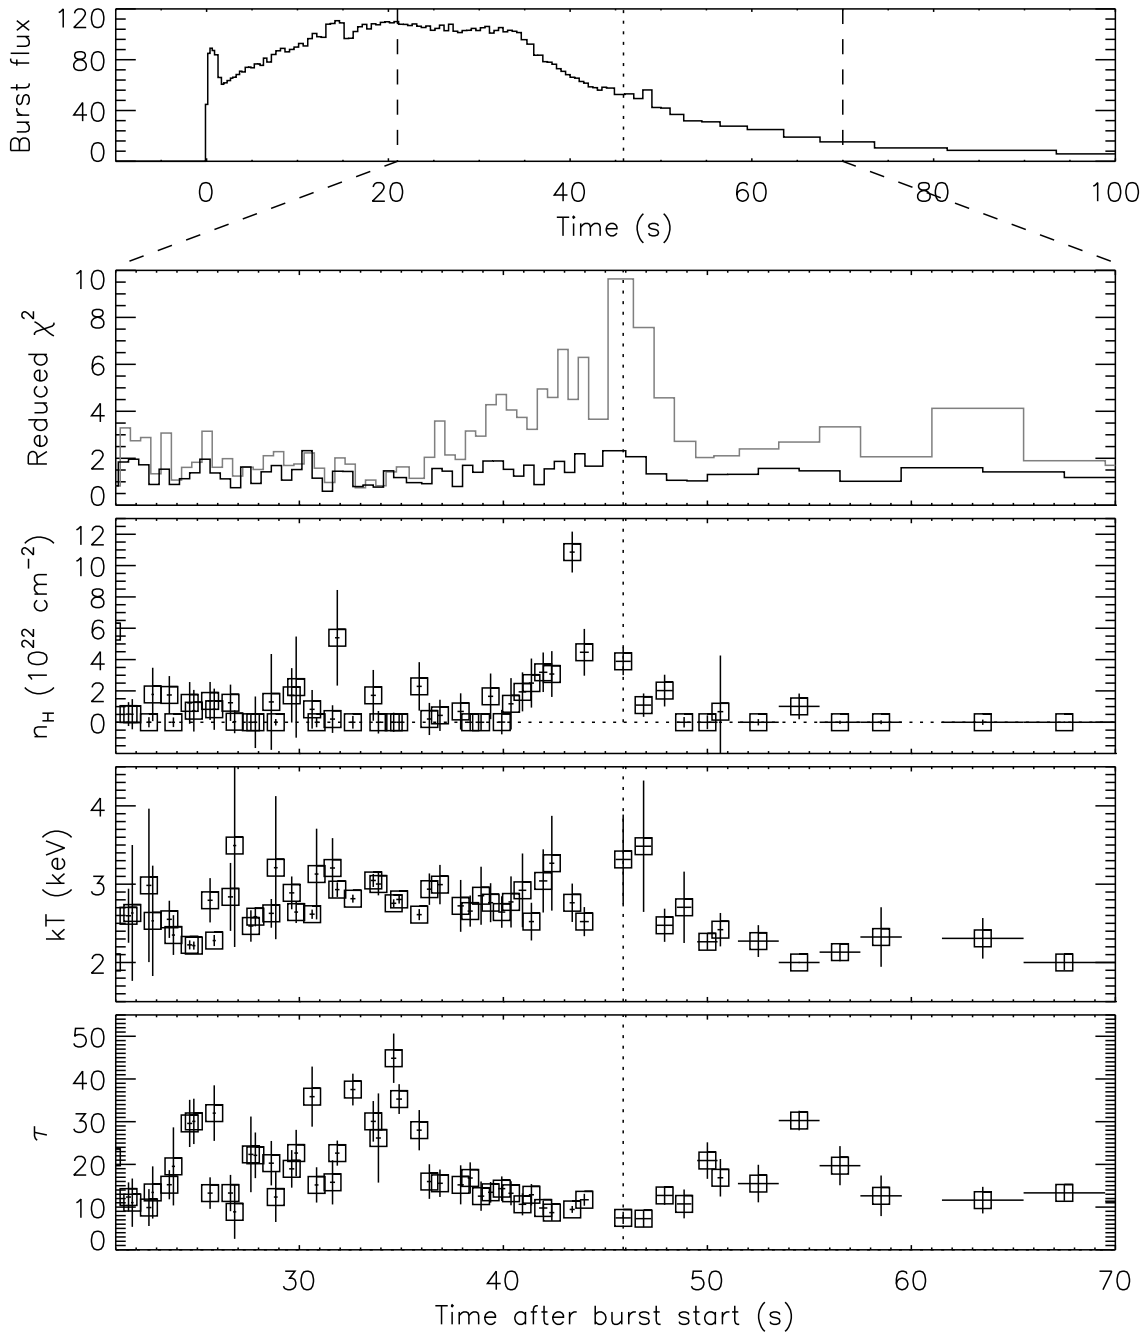 Burst flux
120
80
40
0
0 20 40 60 80 100
Time (s)
Reduced χ²
10
8
6
4
2
0
n_H (10²² cm⁻²)
12
10
8
6
4
2
0
kT (keV)
4
3
2
τ
50
40
30
20
10
0
30 40 50 60 70
Time after burst start (s)